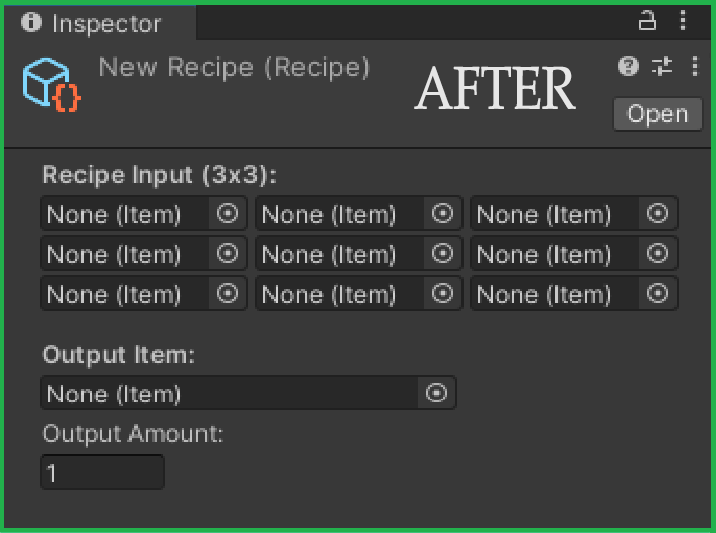 Inspector
New Recipe (Recipe)
AFTER
Open
Recipe Input (3x3):
None (Item) None (Item) None (Item)
None (Item) None (Item) None (Item)
None (Item) None (Item) None (Item)
Output Item:
None (Item)
Output Amount:
1